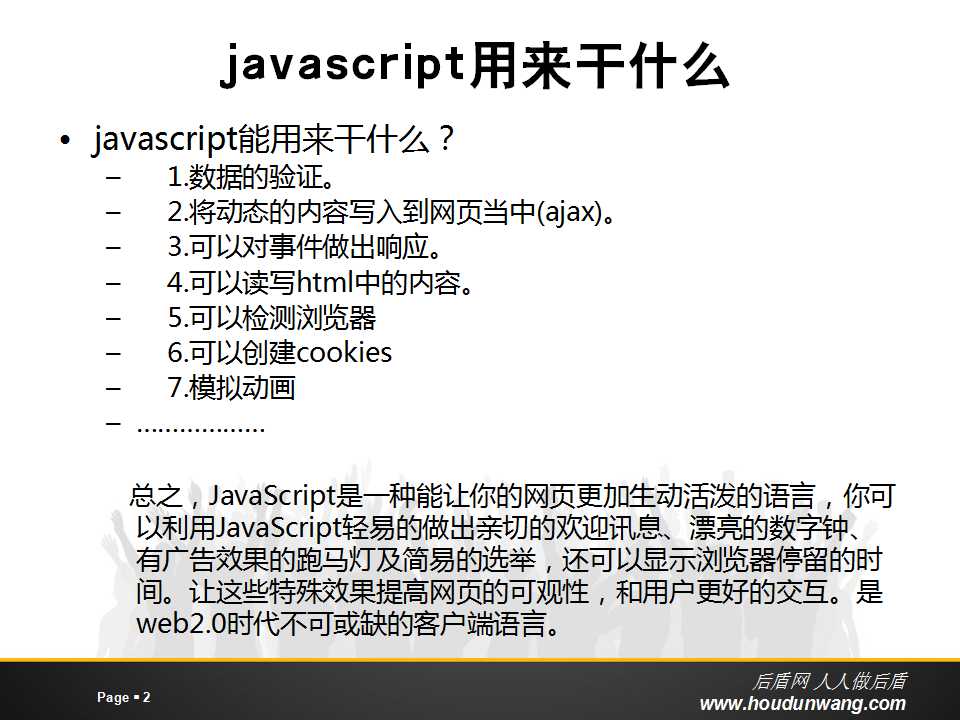 javascript用来干什么
• javascript能用来干什么？
– 1.数据的验证。
– 2.将动态的内容写入到网页当中(ajax)。
– 3.可以对事件做出响应。
– 4.可以读写html中的内容。
– 5.可以检测浏览器
– 6.可以创建cookies
– 7.模拟动画
– ………………
总之，JavaScript是一种能让你的网页更加生动活泼的语言，你可
以利用JavaScript轻易的做出亲切的欢迎讯息、漂亮的数字钟、
有广告效果的跑马灯及简易的选举，还可以显示浏览器停留的时
间。让这些特殊效果提高网页的可观性，和用户更好的交互。是
web2.0时代不可或缺的客户端语言。
Page ▪ 2
后盾网 人人做后盾
www.houdunwang.com